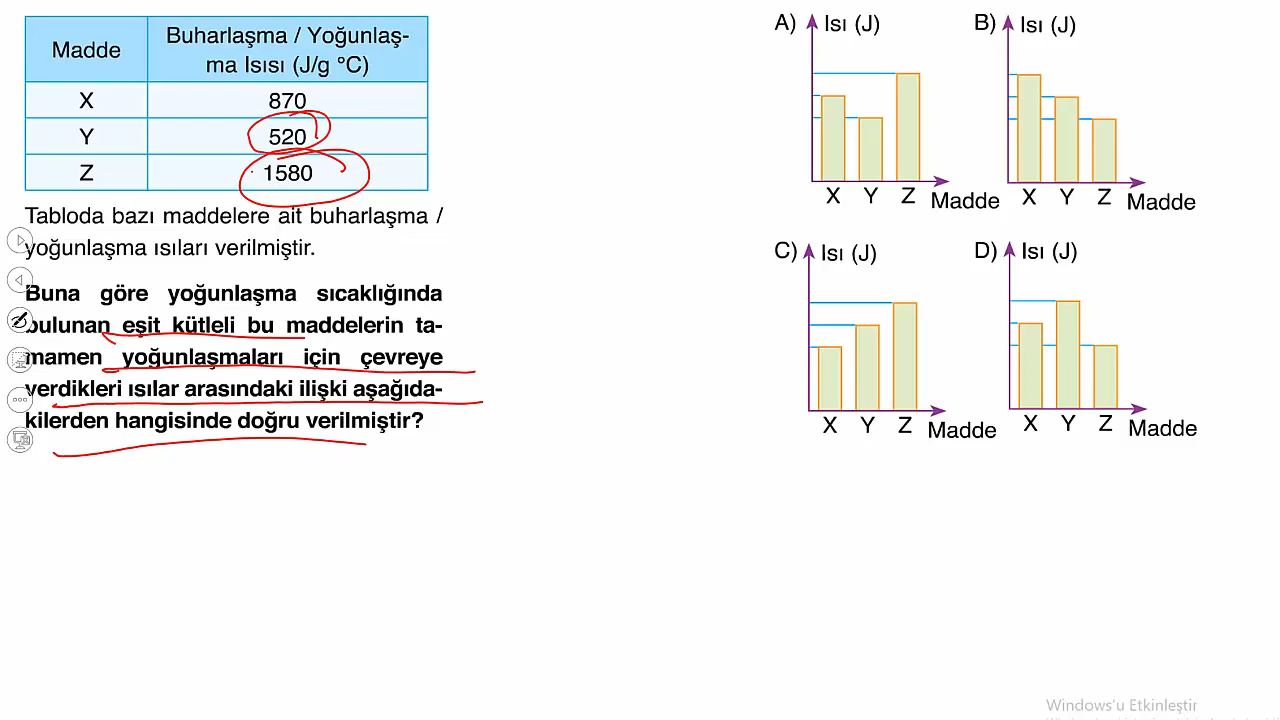 Madde
Buharlaşma / Yoğunlaş-
ma Isısı (J/g °C)
X
870
Y
520
Z
1580
Tabloda bazı maddelere ait buharlaşma /
yoğunlaşma ısıları verilmiştir.
Buna göre yoğunlaşma sıcaklığında
bulunan eşit kütleli bu maddelerin ta-
mamen yoğunlaşmaları için çevreye
verdikleri ısılar arasındaki ilişki aşağıda-
kilerden hangisinde doğru verilmiştir?
A)
Isı (J)
X Y Z
Madde
B)
Isı (J)
X Y Z
Madde
C)
Isı (J)
X Y Z
Madde
D)
Isı (J)
X Y Z
Madde
Windows'u Etkinleştir